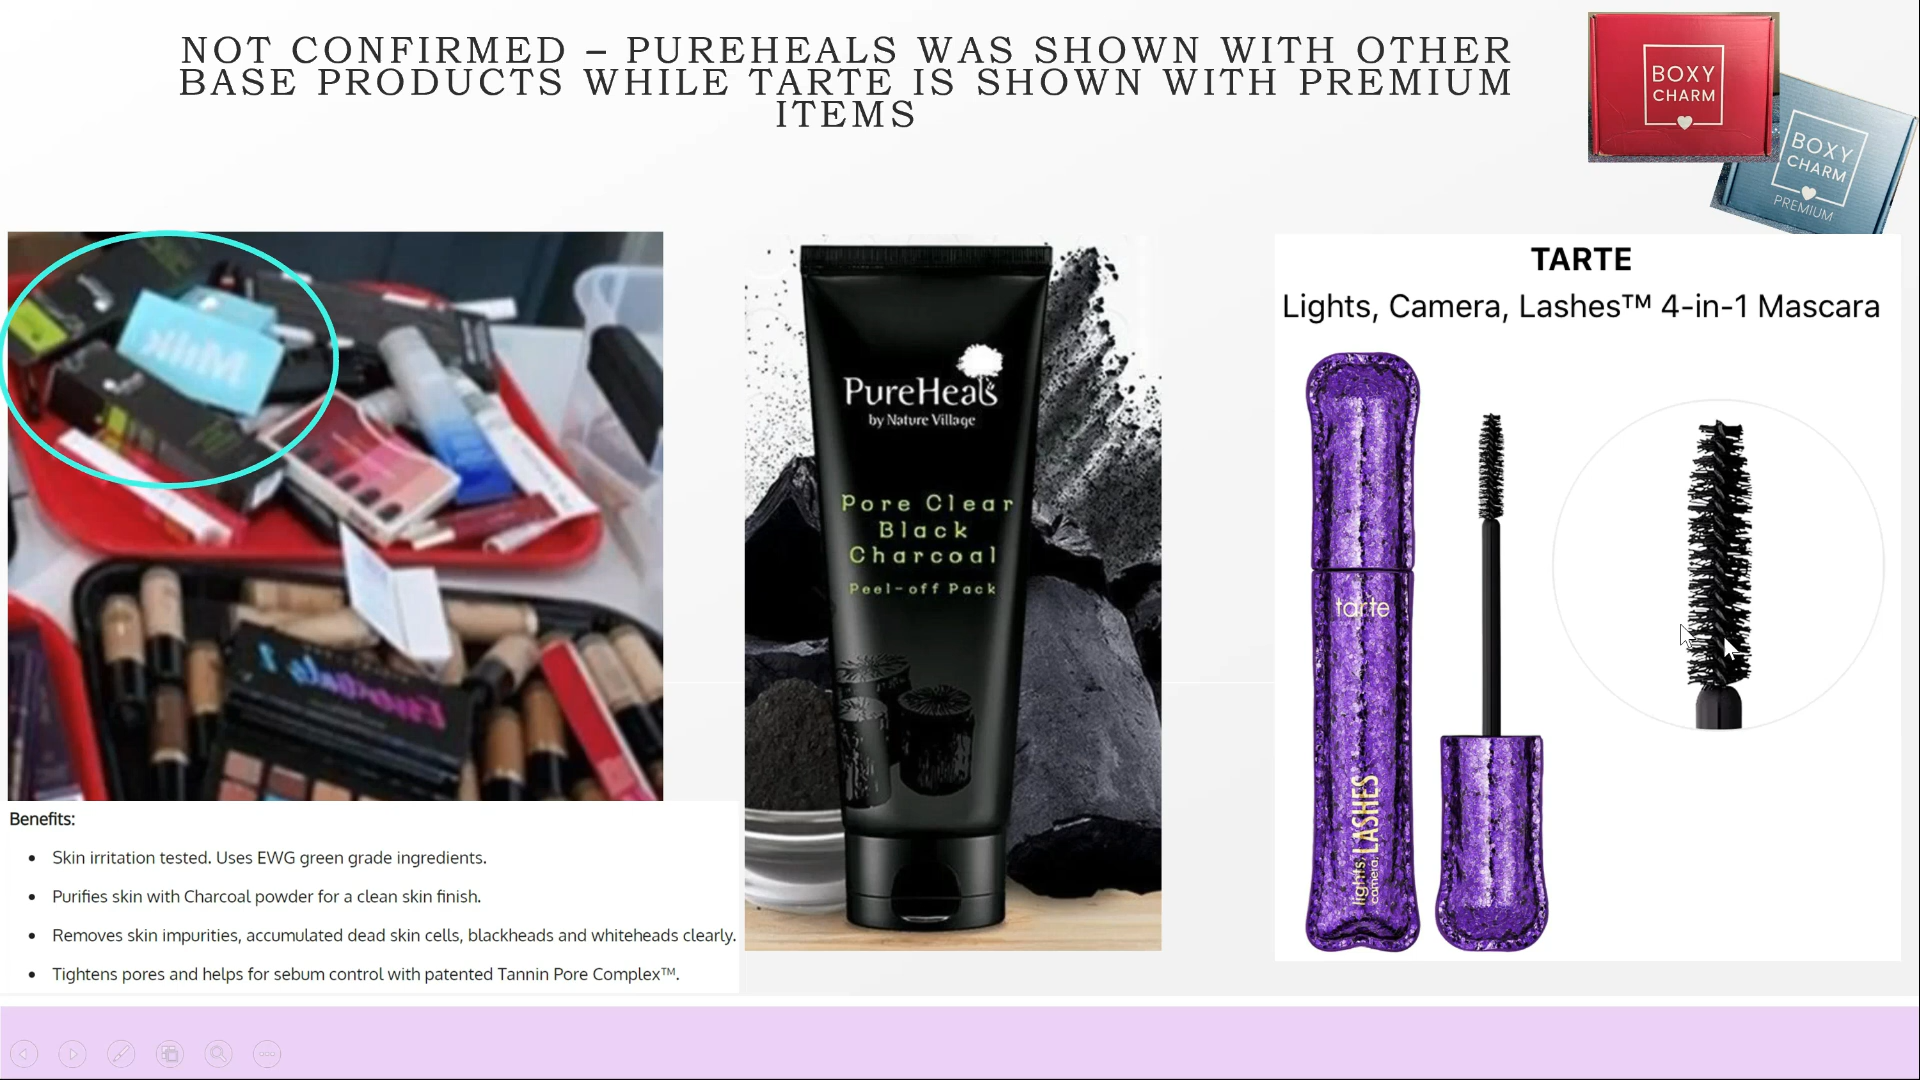 NOT CONFIRMED – PUREHEALS WAS SHOWN WITH OTHER
BASE PRODUCTS WHILE TARTE IS SHOWN WITH PREMIUM
ITEMS
BOXY
CHARM
BOXY
CHARM
PREMIUM
Milk
Essentials
PureHeals
by Nature Village
Pore Clear
Black
Charcoal
Peel-off Pack
TARTE
Lights, Camera, Lashes™ 4-in-1 Mascara
tarte
lights,
camera, LASHES
Benefits:
• Skin irritation tested. Uses EWG green grade ingredients.
• Purifies skin with Charcoal powder for a clean skin finish.
• Removes skin impurities, accumulated dead skin cells, blackheads and whiteheads clearly.
• Tightens pores and helps for sebum control with patented Tannin Pore Complex™.